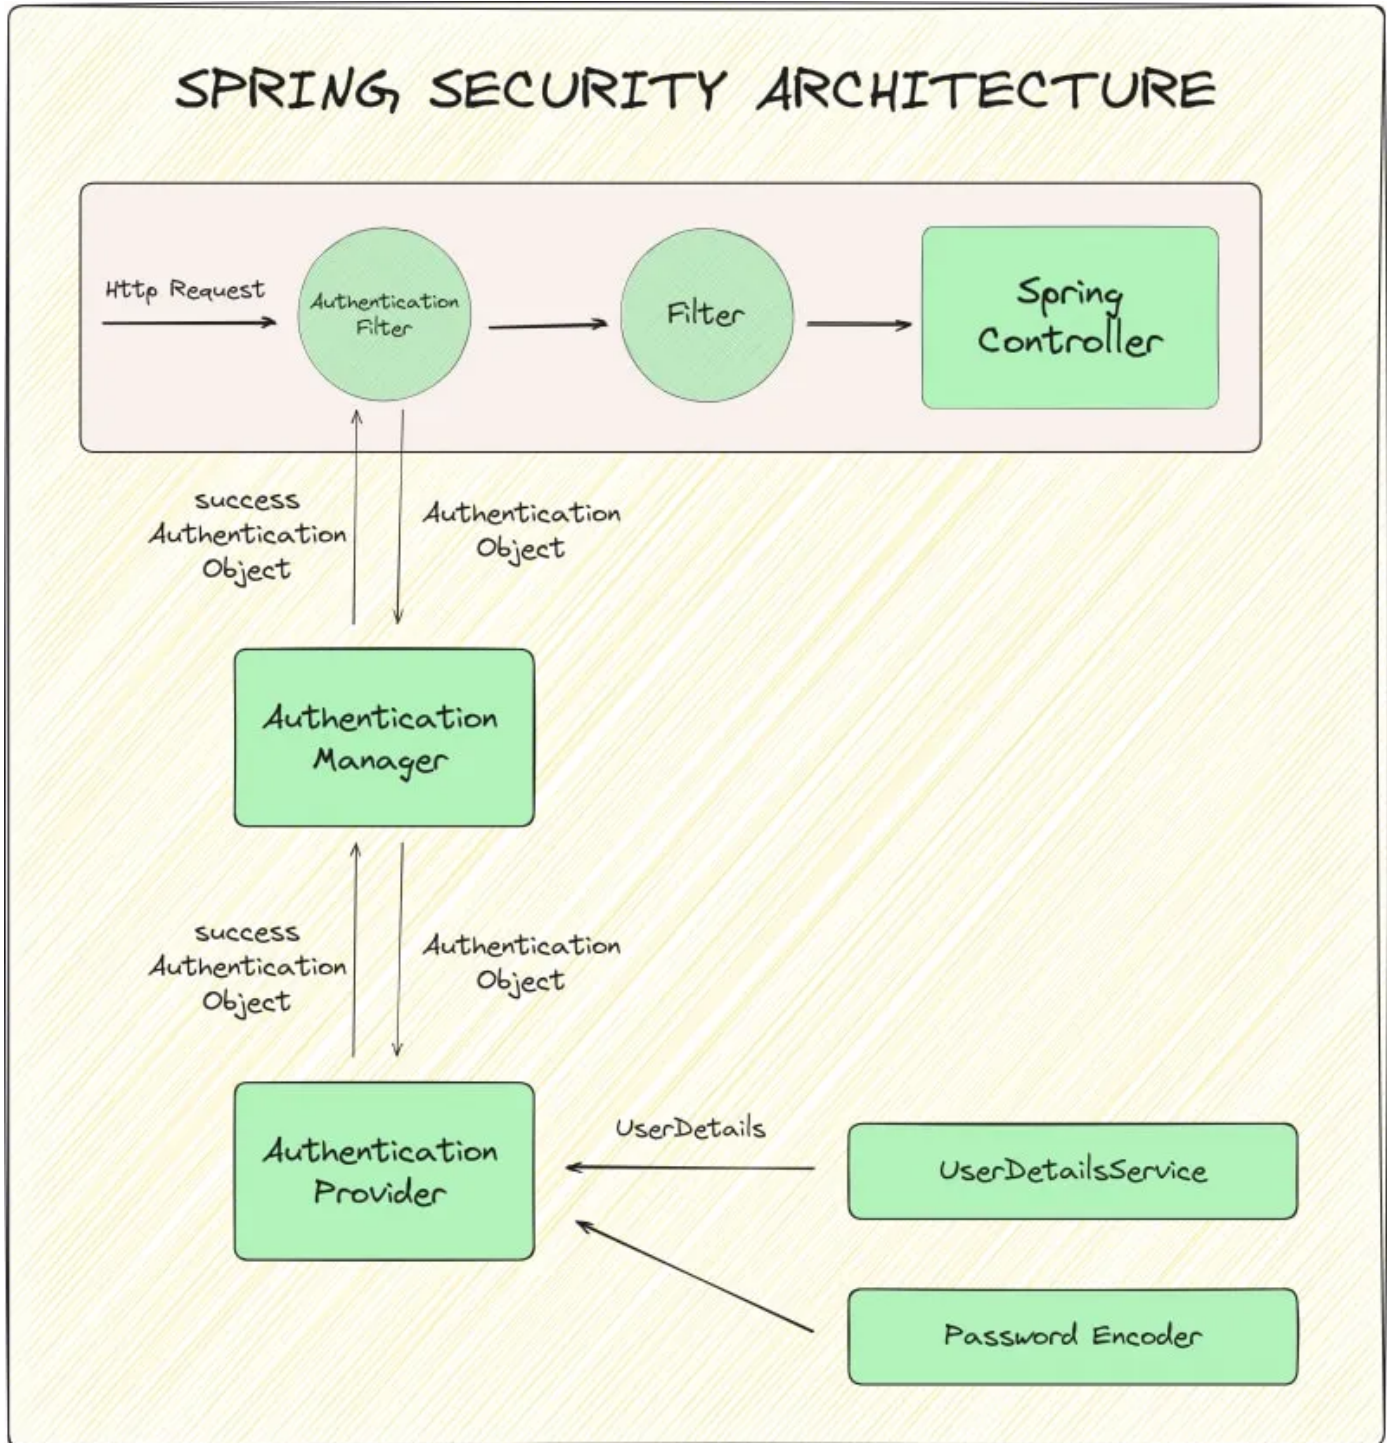 SPRING SECURITY ARCHITECTURE
Http Request
Authentication
Filter
Filter
Spring
Controller
success
Authentication
Object
Authentication
Object
Authentication
Manager
success
Authentication
Object
Authentication
Object
Authentication
Provider
UserDetails
UserDetailsService
Password Encoder